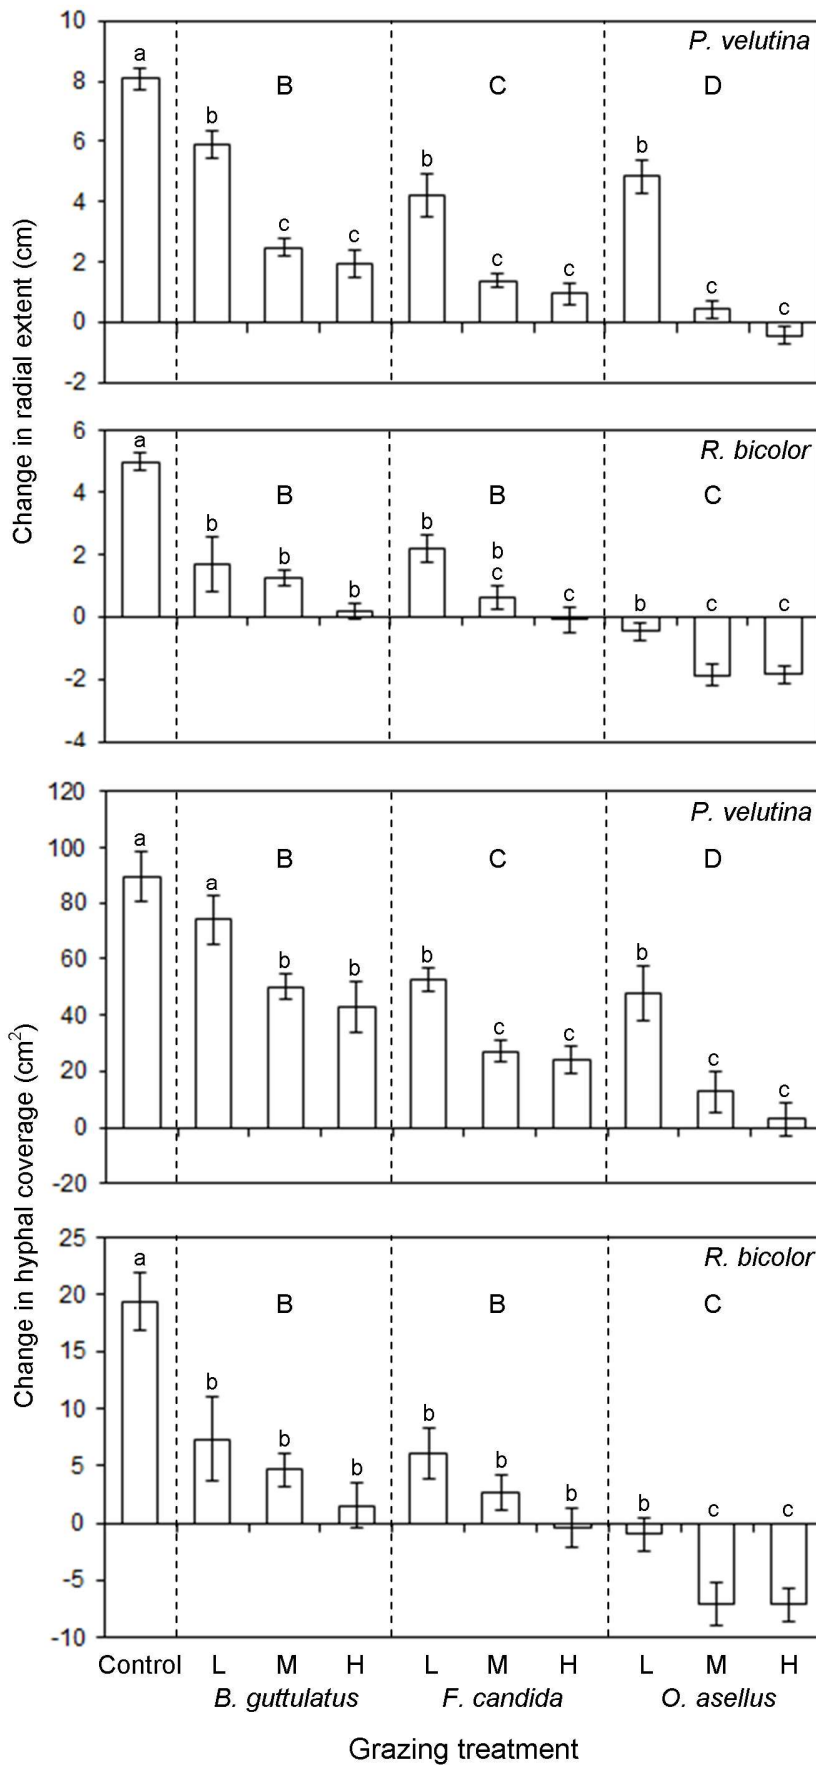 Change in radial extent (cm)
10
8
6
4
2
0
-2
P. velutina
B
C
D
a
b
c
c
b
c
c
b
c
c
6
4
2
0
-2
-4
R. bicolor
B
B
C
a
b
b
b
b
b
c
c
b
c
c
Change in hyphal coverage (cm²)
120
100
80
60
40
20
0
-20
P. velutina
B
C
D
a
a
b
b
b
c
c
b
c
c
25
20
15
10
5
0
-5
-10
R. bicolor
B
B
C
a
b
b
b
b
b
b
b
c
c
Control L M H L M H L M H
B. guttulatus F. candida O. asellus
Grazing treatment